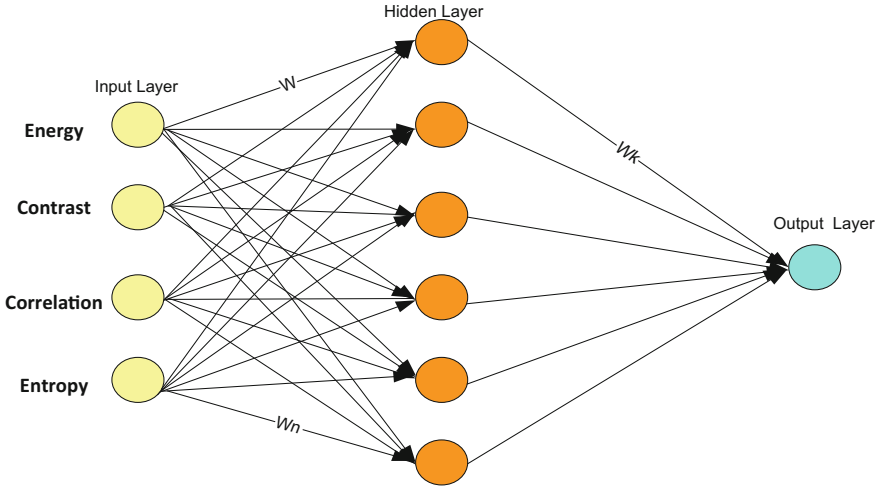 Hidden Layer
Input Layer
W
Energy
Wk
Contrast
Output Layer
Correlation
Entropy
Wn